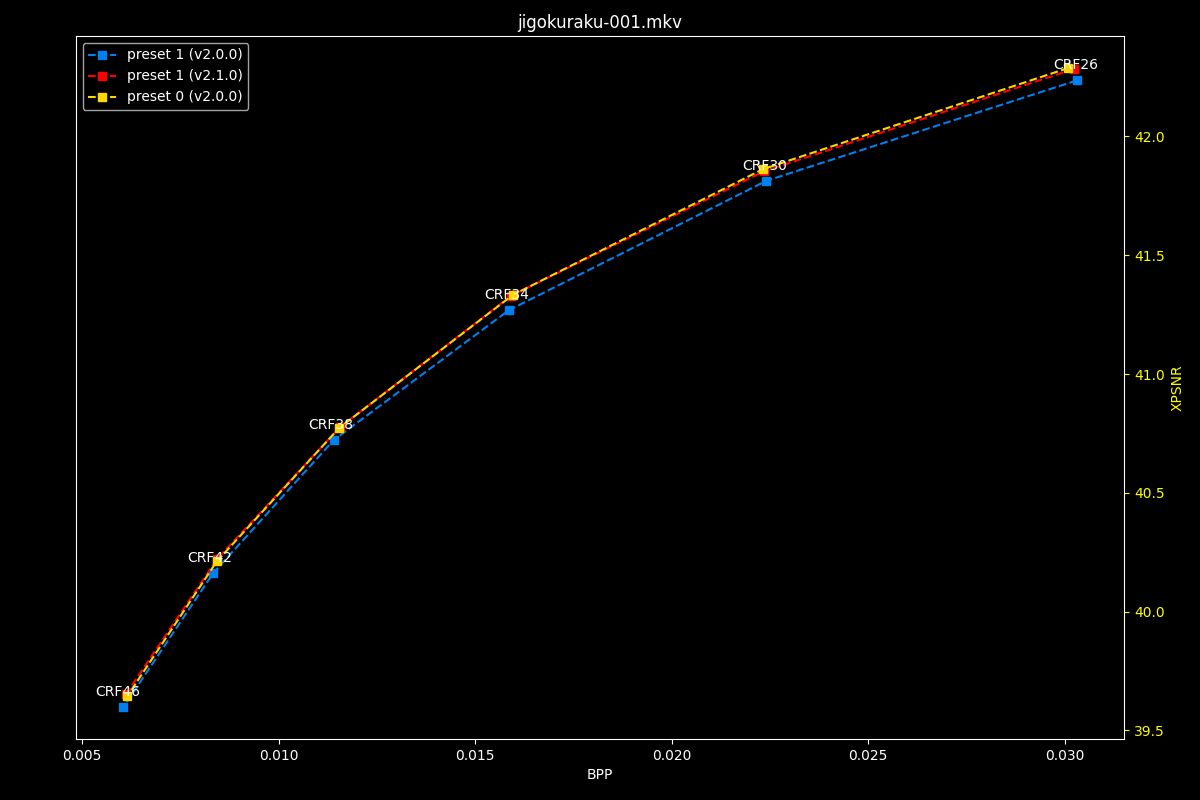 jigokuraku-001.mkv
preset 1 (v2.0.0)
preset 1 (v2.1.0)
preset 0 (v2.0.0)
CRF26
CRF30
CRF34
CRF38
CRF42
CRF46
42.0
41.5
41.0
40.5
40.0
39.5
XPSNR
0.005
0.010
0.015
0.020
0.025
0.030
BPP